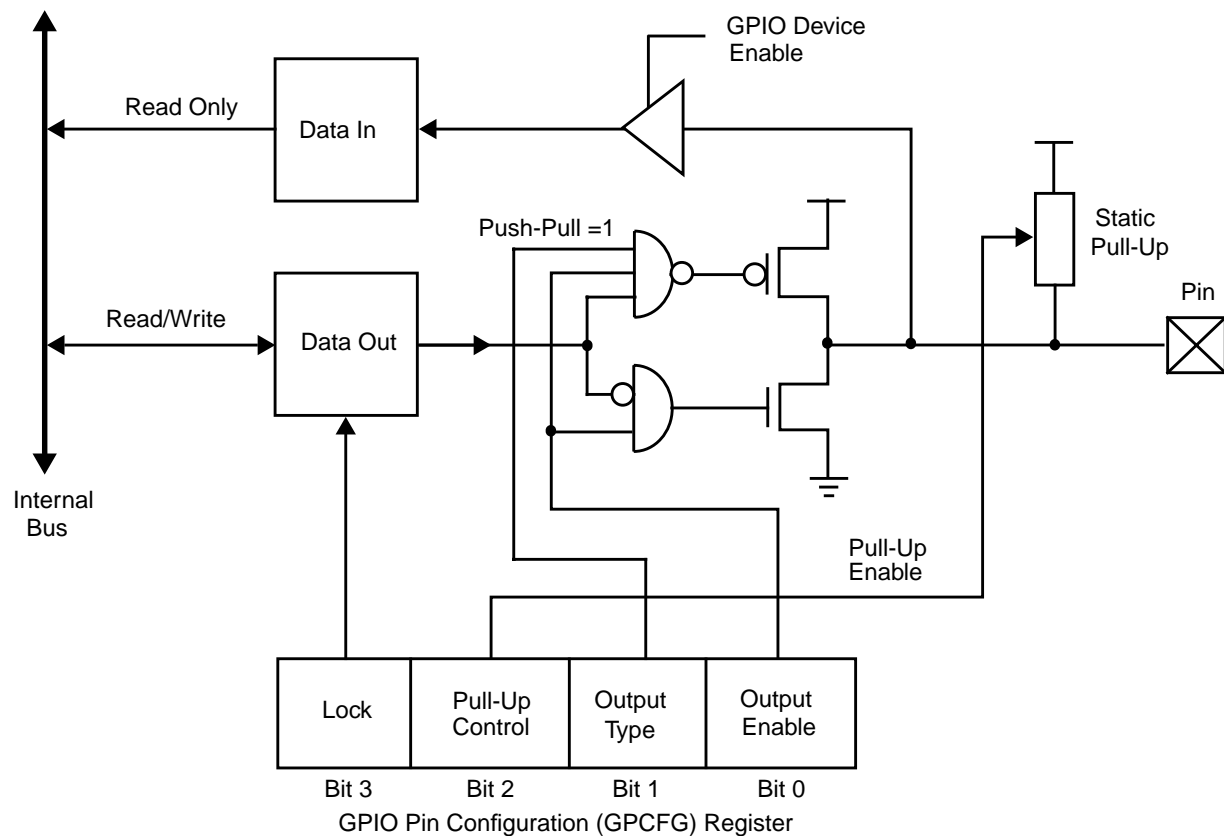 GPIO Device
Enable
Read Only
Data In
Static
Pull-Up
Push-Pull =1
Pin
Read/Write
Data Out
Internal
Bus
Pull-Up
Enable
Lock
Pull-Up
Control
Output
Type
Output
Enable
Bit 3
Bit 2
Bit 1
Bit 0
GPIO Pin Configuration (GPCFG) Register